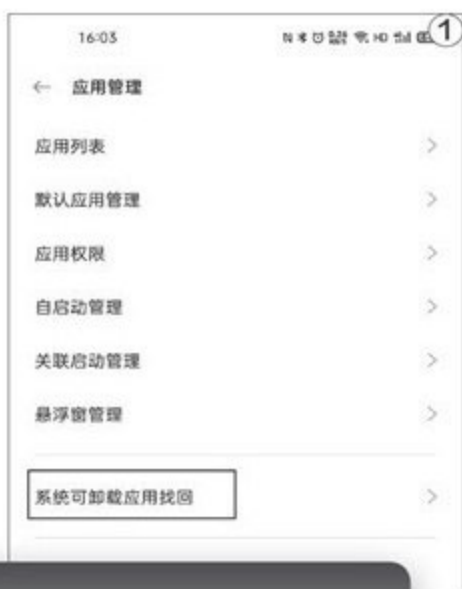 16:03
①
← 应用管理
应用列表
默认应用管理
应用权限
自启动管理
关联启动管理
悬浮窗管理
系统可卸载应用找回